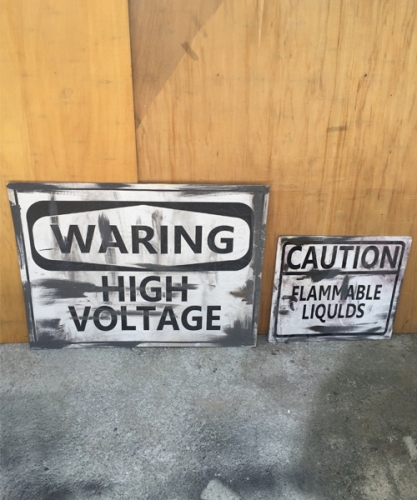 WARING
HIGH
VOLTAGE
CAUTION
FLAMMABLE
LIQULDS